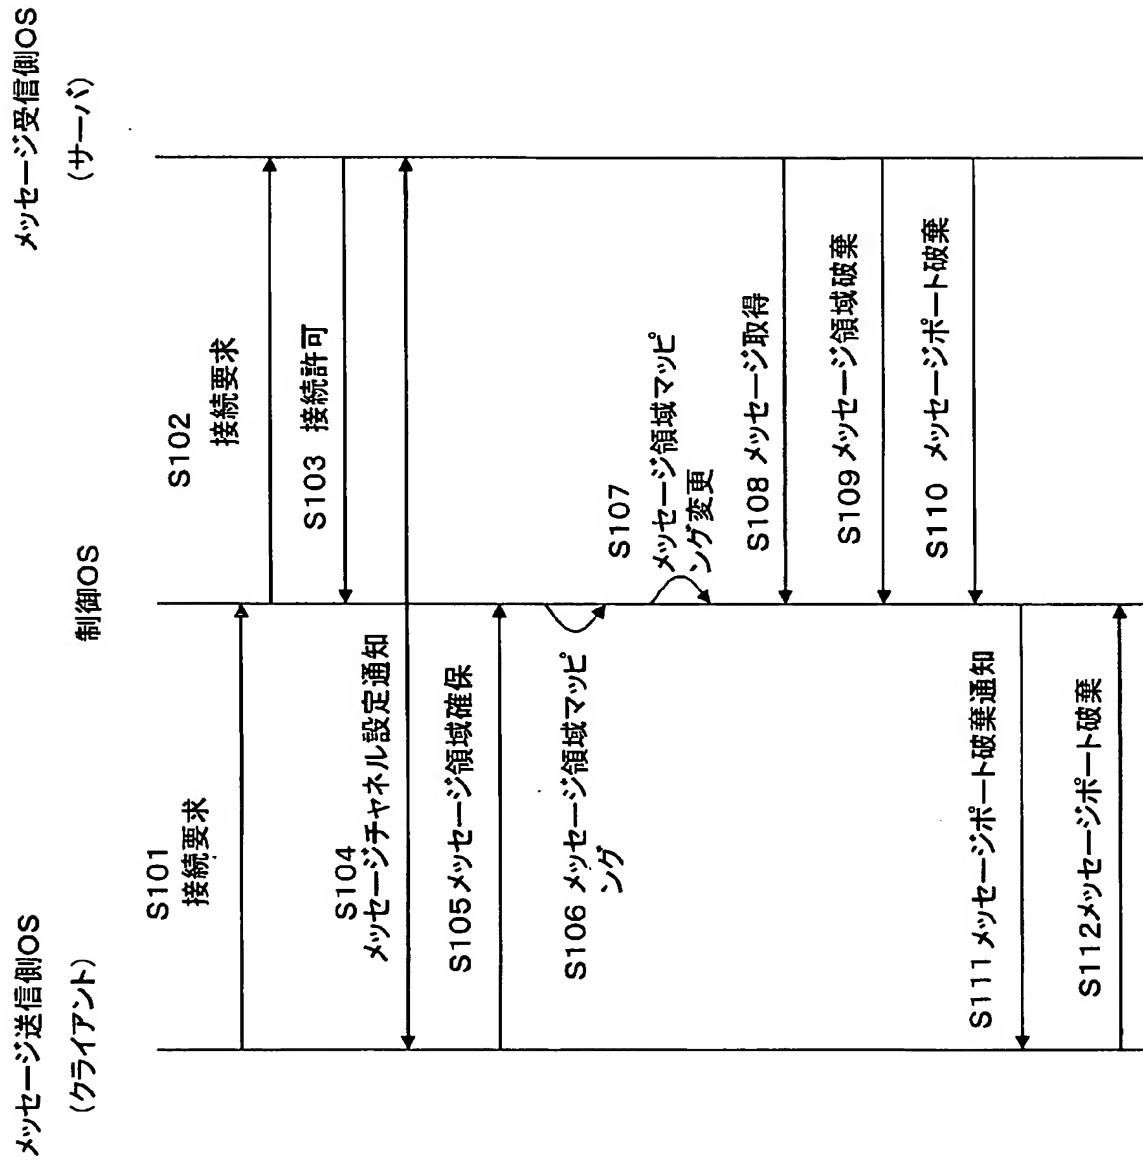 メッセージ送信側OS
(クライアント)
制御OS
メッセージ受信側OS
(サーバ)
S101
接続要求
S102
接続要求
S103 接続許可
S104
メッセージチャネル設定通知
S105メッセージ領域確保
S106 メッセージ領域マッピ
ング
S107
メッセージ領域マッピ
ング変更
S108 メッセージ取得
S109 メッセージ領域破棄
S110 メッセージポート破棄
S111 メッセージポート破棄通知
S112メッセージポート破棄